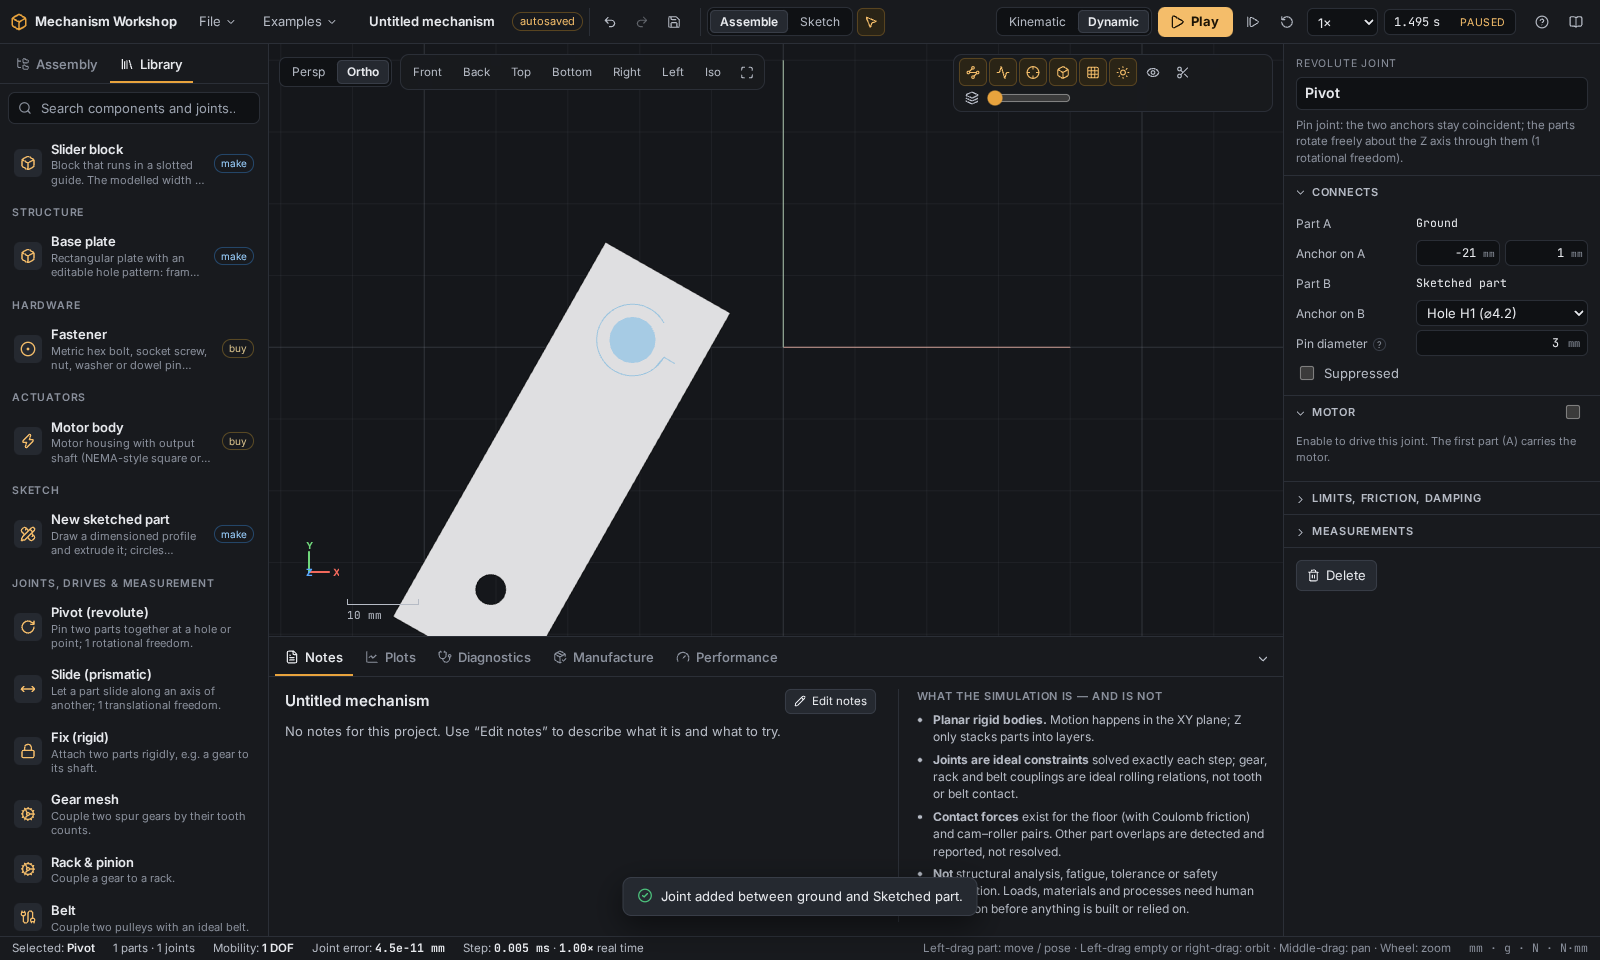 Mechanism Workshop
File
Examples
Untitled mechanism
autosaved
Assemble
Sketch
Kinematic
Dynamic
Play
1×
1.495 s
PAUSED
Assembly
Library
Search components and joints..
Slider block
Block that runs in a slotted
guide. The modelled width ...
make
STRUCTURE
Base plate
Rectangular plate with an
editable hole pattern: fram...
make
HARDWARE
Fastener
Metric hex bolt, socket screw,
nut, washer or dowel pin...
buy
ACTUATORS
Motor body
Motor housing with output
shaft (NEMA-style square or...
buy
SKETCH
New sketched part
Draw a dimensioned profile
and extrude it; circles...
make
JOINTS, DRIVES & MEASUREMENT
Pivot (revolute)
Pin two parts together at a hole or
point; 1 rotational freedom.
Slide (prismatic)
Let a part slide along an axis of
another; 1 translational freedom.
Fix (rigid)
Attach two parts rigidly, e.g. a gear to
its shaft.
Gear mesh
Couple two spur gears by their tooth
counts.
Rack & pinion
Couple a gear to a rack.
Belt
Couple two pulleys with an ideal belt.
Persp
Ortho
Front
Back
Top
Bottom
Right
Left
Iso
Y
Z
X
10 mm
Notes
Plots
Diagnostics
Manufacture
Performance
Untitled mechanism
Edit notes
No notes for this project. Use “Edit notes” to describe what it is and what to try.
WHAT THE SIMULATION IS — AND IS NOT
• Planar rigid bodies. Motion happens in the XY plane; Z
only stacks parts into layers.
• Joints are ideal constraints solved exactly each step; gear,
rack and belt couplings are ideal rolling relations, not tooth
or belt contact.
• Contact forces exist for the floor (with Coulomb friction)
and cam–roller pairs. Other part overlaps are detected and
reported, not resolved.
• Not structural analysis, fatigue, tolerance or safety
Loads, materials and processes need human
before anything is built or relied on.
Joint added between ground and Sketched part.
REVOLUTE JOINT
Pivot
Pin joint: the two anchors stay coincident; the parts
rotate freely about the Z axis through them (1
rotational freedom).
CONNECTS
Part A
Ground
Anchor on A
-21 mm
1 mm
Part B
Sketched part
Anchor on B
Hole H1 (⌀4.2)
Pin diameter ?
3 mm
Suppressed
MOTOR
Enable to drive this joint. The first part (A) carries the
motor.
LIMITS, FRICTION, DAMPING
MEASUREMENTS
Delete
Selected: Pivot
1 parts · 1 joints
Mobility: 1 DOF
Joint error: 4.5e-11 mm
Step: 0.005 ms · 1.00× real time
Left-drag part: move / pose · Left-drag empty or right-drag: orbit · Middle-drag: pan · Wheel: zoom
mm · g · N · N·mm